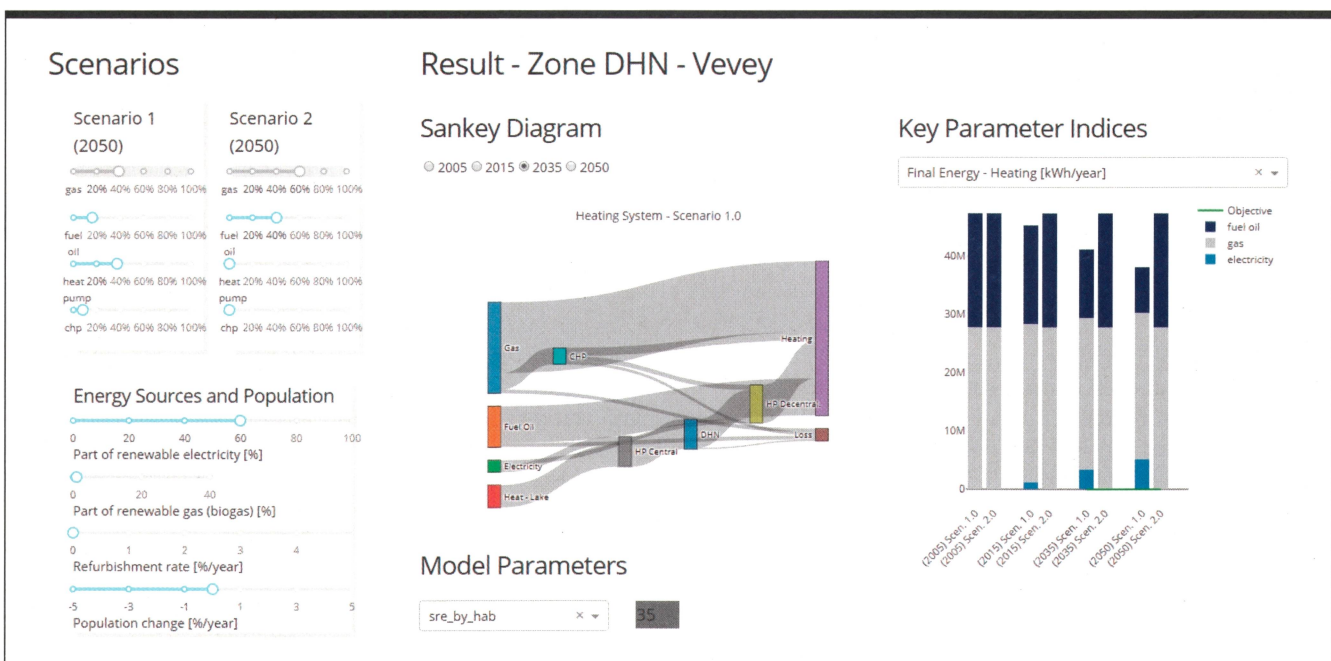 Scenarios
Scenario 1
(2050)
gas 20% 40% 60% 80% 100%
fuel 20% 40% 60% 80% 100%
oil
heat 20% 40% 60% 80% 100%
pump
chp 20% 40% 60% 80% 100%
Scenario 2
(2050)
gas 20% 40% 60% 80% 100%
fuel 20% 40% 60% 80% 100%
oil
heat 20% 40% 60% 80% 100%
pump
chp 20% 40% 60% 80% 100%
Energy Sources and Population
0 20 40 60 80 100
Part of renewable electricity [%]
0 20 40
Part of renewable gas (biogas) [%]
0 1 2 3 4
Refurbishment rate [%/year]
-5 -3 -1 1 3 5
Population change [%/year]
Result - Zone DHN - Vevey
Sankey Diagram
2005 2015 2035 2050
Heating System - Scenario 1.0
Gas
CHP
Heating
Fuel Oil
HP Decentral
DHN
Loss
HP Central
Electricity
Heat - Lake
Model Parameters
sre_by_hab × 
35
Key Parameter Indices
Final Energy - Heating [kWh/year] ×
Objective
fuel oil
gas
electricity
40M
30M
20M
10M
0
(2005) Scen. 1.0
(2005) Scen. 2.0
(2015) Scen. 1.0
(2015) Scen. 2.0
(2035) Scen. 1.0
(2035) Scen. 2.0
(2050) Scen. 1.0
(2050) Scen. 2.0